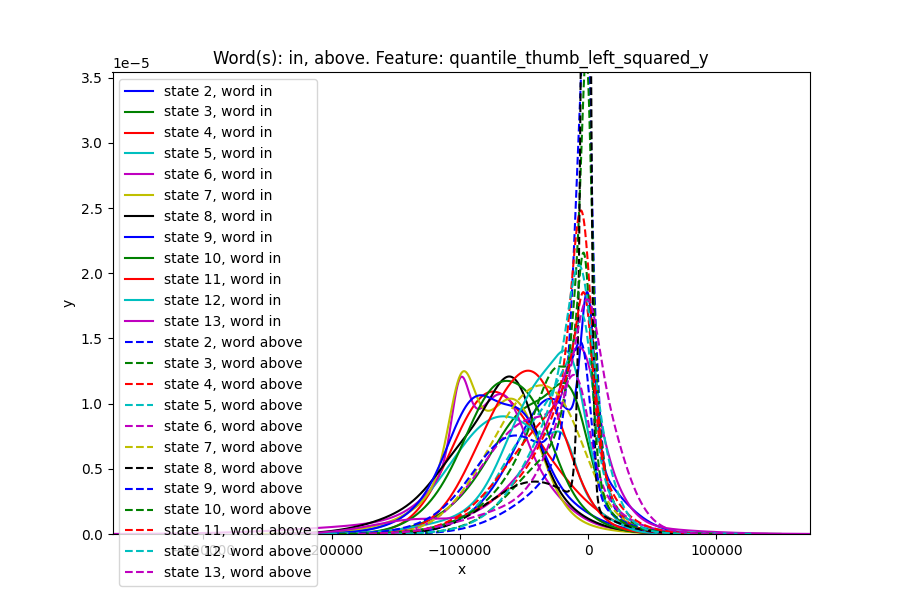 Word(s): in, above. Feature: quantile_thumb_left_squared_y
1e−5
3.5
3.0
2.5
2.0
1.5
1.0
0.5
0.0
y
state 2, word in
state 3, word in
state 4, word in
state 5, word in
state 6, word in
state 7, word in
state 8, word in
state 9, word in
state 10, word in
state 11, word in
state 12, word in
state 13, word in
state 2, word above
state 3, word above
state 4, word above
state 5, word above
state 6, word above
state 7, word above
state 8, word above
state 9, word above
state 10, word above
state 11, word above
state 12, word above
state 13, word above
−100000 0 100000
x